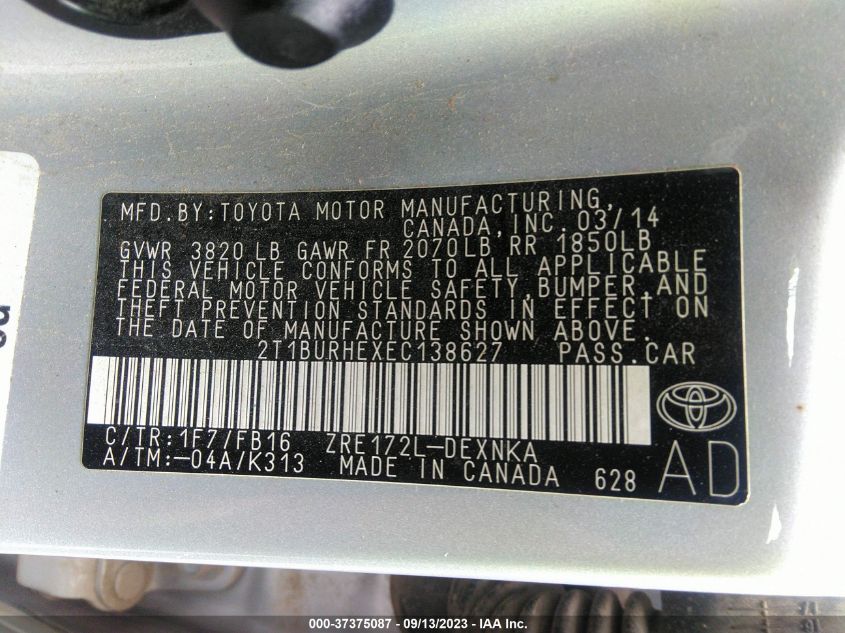 MFD. BY: TOYOTA MOTOR MANUFACTURING,
CANADA, INC. 03/14
GVWR 3820 LB GAWR FR 2070LB RR 1850LB
THIS VEHICLE CONFORMS TO ALL APPLICABLE
FEDERAL MOTOR VEHICLE SAFETY, BUMPER, AND
THEFT PREVENTION STANDARDS IN EFFECT ON
THE DATE OF MANUFACTURE SHOWN ABOVE.
2T1BURHEXEC138627 PASS. CAR
C/TR: 1F7/FB16 ZRE172L-DEXNKA
A/TM: -04A/K313 MADE IN CANADA 628
AD
000-37375087 - 09/13/2023 - IAA Inc.